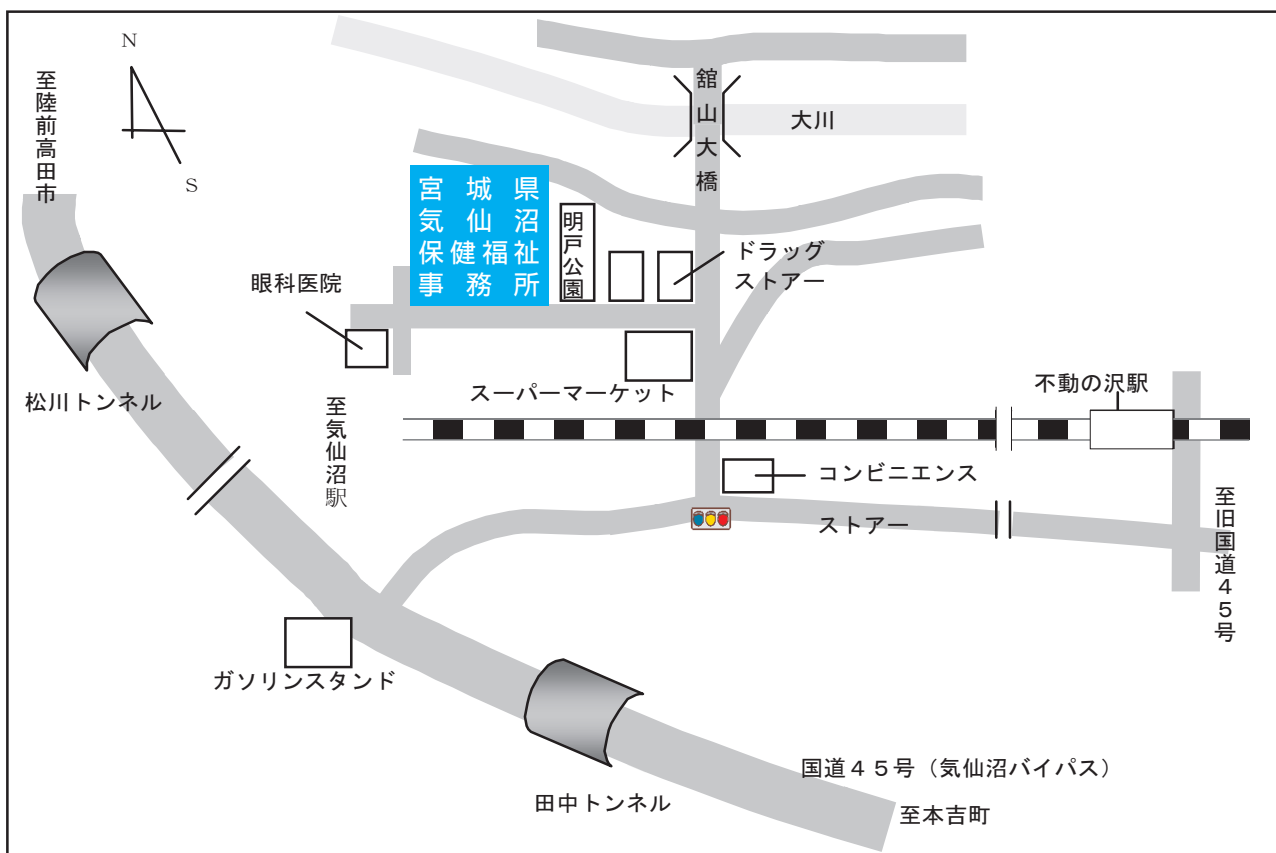 N
S
至陸前高田市
舘山大橋
大川
宮城県
気仙沼
保健福祉
事務所
明戸公園
ドラッグ
ストアー
眼科医院
スーパーマーケット
不動の沢駅
松川トンネル
至気仙沼駅
コンビニエンス
ストアー
至旧国道４５号
ガソリンスタンド
田中トンネル
国道４５号（気仙沼バイパス）
至本吉町